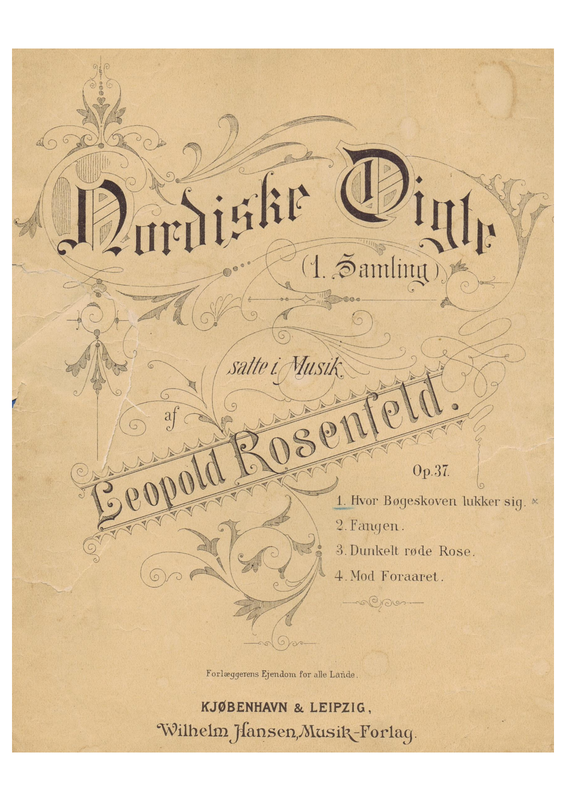 Nordiske Digte
(1. Samling)
satte i Musik
af
Leopold Rosenfeld.
Op.37.
1. Hvor Bøgeskoven lukker sig.
2. Fangen.
3. Dunkelt røde Rose.
4. Mod Foraaret.
Forlæggerens Ejendom for alle Lande.
KJØBENHAVN & LEIPZIG,
Wilhelm Hansen, Musik-Forlag.